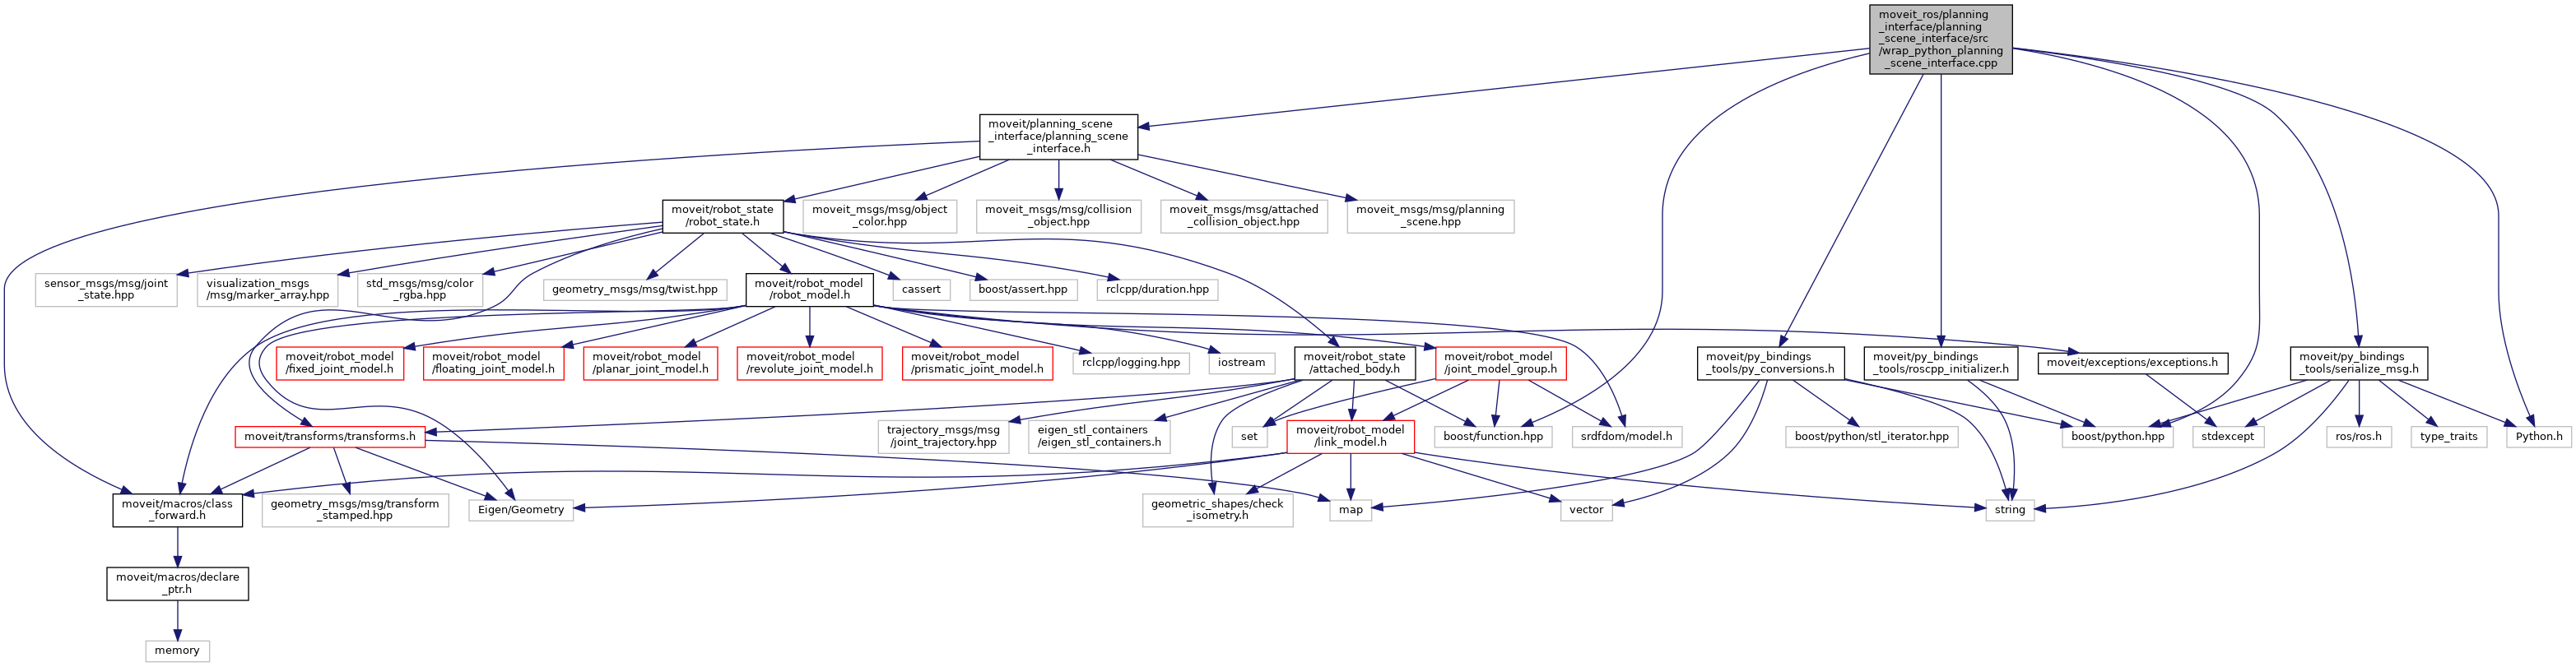 moveit_ros/planning
_interface/planning
_scene_interface/src
/wrap_python_planning
_scene_interface.cpp
moveit/planning_scene
_interface/planning_scene
_interface.h
moveit/robot_state
/robot_state.h
moveit_msgs/msg/object
_color.hpp
moveit_msgs/msg/collision
_object.hpp
moveit_msgs/msg/attached
_collision_object.hpp
moveit_msgs/msg/planning
_scene.hpp
sensor_msgs/msg/joint
_state.hpp
visualization_msgs
/msg/marker_array.hpp
std_msgs/msg/color
_rgba.hpp
geometry_msgs/msg/twist.hpp
moveit/robot_model
/robot_model.h
cassert
boost/assert.hpp
rclcpp/duration.hpp
moveit/robot_model
/fixed_joint_model.h
moveit/robot_model
/floating_joint_model.h
moveit/robot_model
/planar_joint_model.h
moveit/robot_model
/revolute_joint_model.h
moveit/robot_model
/prismatic_joint_model.h
rclcpp/logging.hpp
iostream
moveit/robot_state
/attached_body.h
moveit/robot_model
/joint_model_group.h
moveit/py_bindings
_tools/py_conversions.h
moveit/py_bindings
_tools/roscpp_initializer.h
moveit/exceptions/exceptions.h
moveit/py_bindings
_tools/serialize_msg.h
moveit/transforms/transforms.h
trajectory_msgs/msg
/joint_trajectory.hpp
eigen_stl_containers
/eigen_stl_containers.h
set
moveit/robot_model
/link_model.h
boost/function.hpp
srdfdom/model.h
boost/python/stl_iterator.hpp
boost/python.hpp
stdexcept
ros/ros.h
type_traits
Python.h
moveit/macros/class
_forward.h
geometry_msgs/msg/transform
_stamped.hpp
Eigen/Geometry
geometric_shapes/check
_isometry.h
map
vector
string
moveit/macros/declare
_ptr.h
memory